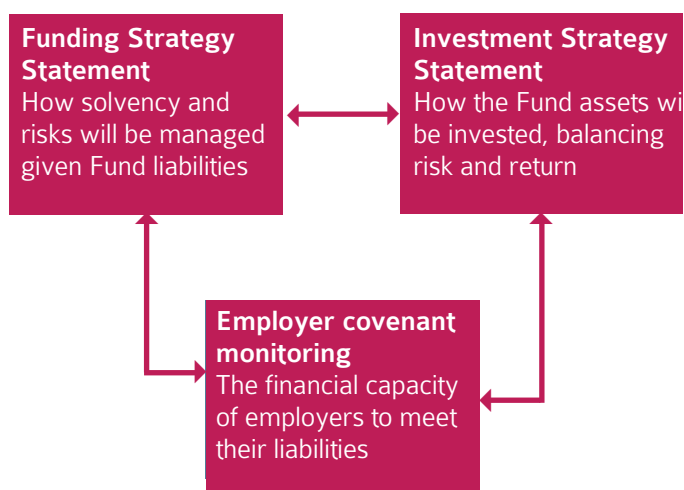 Funding Strategy
Statement
How solvency and
risks will be managed
given Fund liabilities
Investment Strategy
Statement
How the Fund assets wi
be invested, balancing
risk and return
Employer covenant
monitoring
The financial capacity
of employers to meet
their liabilities